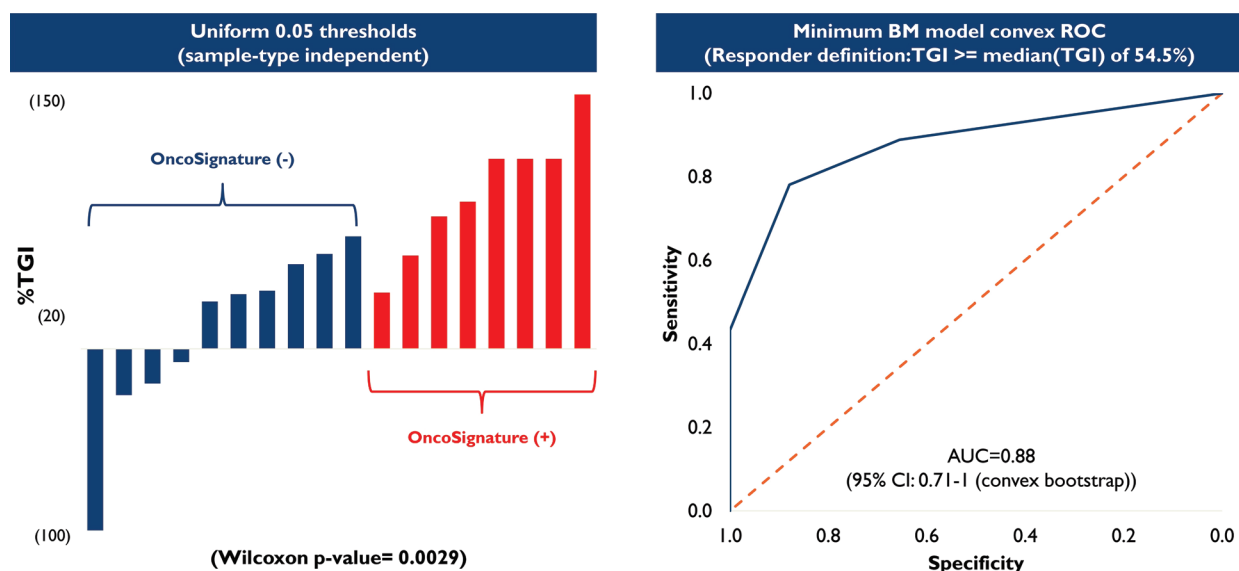 Uniform 0.05 thresholds
(sample-type independent)
(150)
OncoSignature (-)
%TGI
(20)
OncoSignature (+)
(100)
(Wilcoxon p-value= 0.0029)
Minimum BM model convex ROC
(Responder definition:TGI >= median(TGI) of 54.5%)
1.0
0.8
0.6
Sensitivity
0.4
0.2
0.0
AUC=0.88
(95% CI: 0.71-1 (convex bootstrap))
1.0 0.8 0.6 0.4 0.2 0.0
Specificity